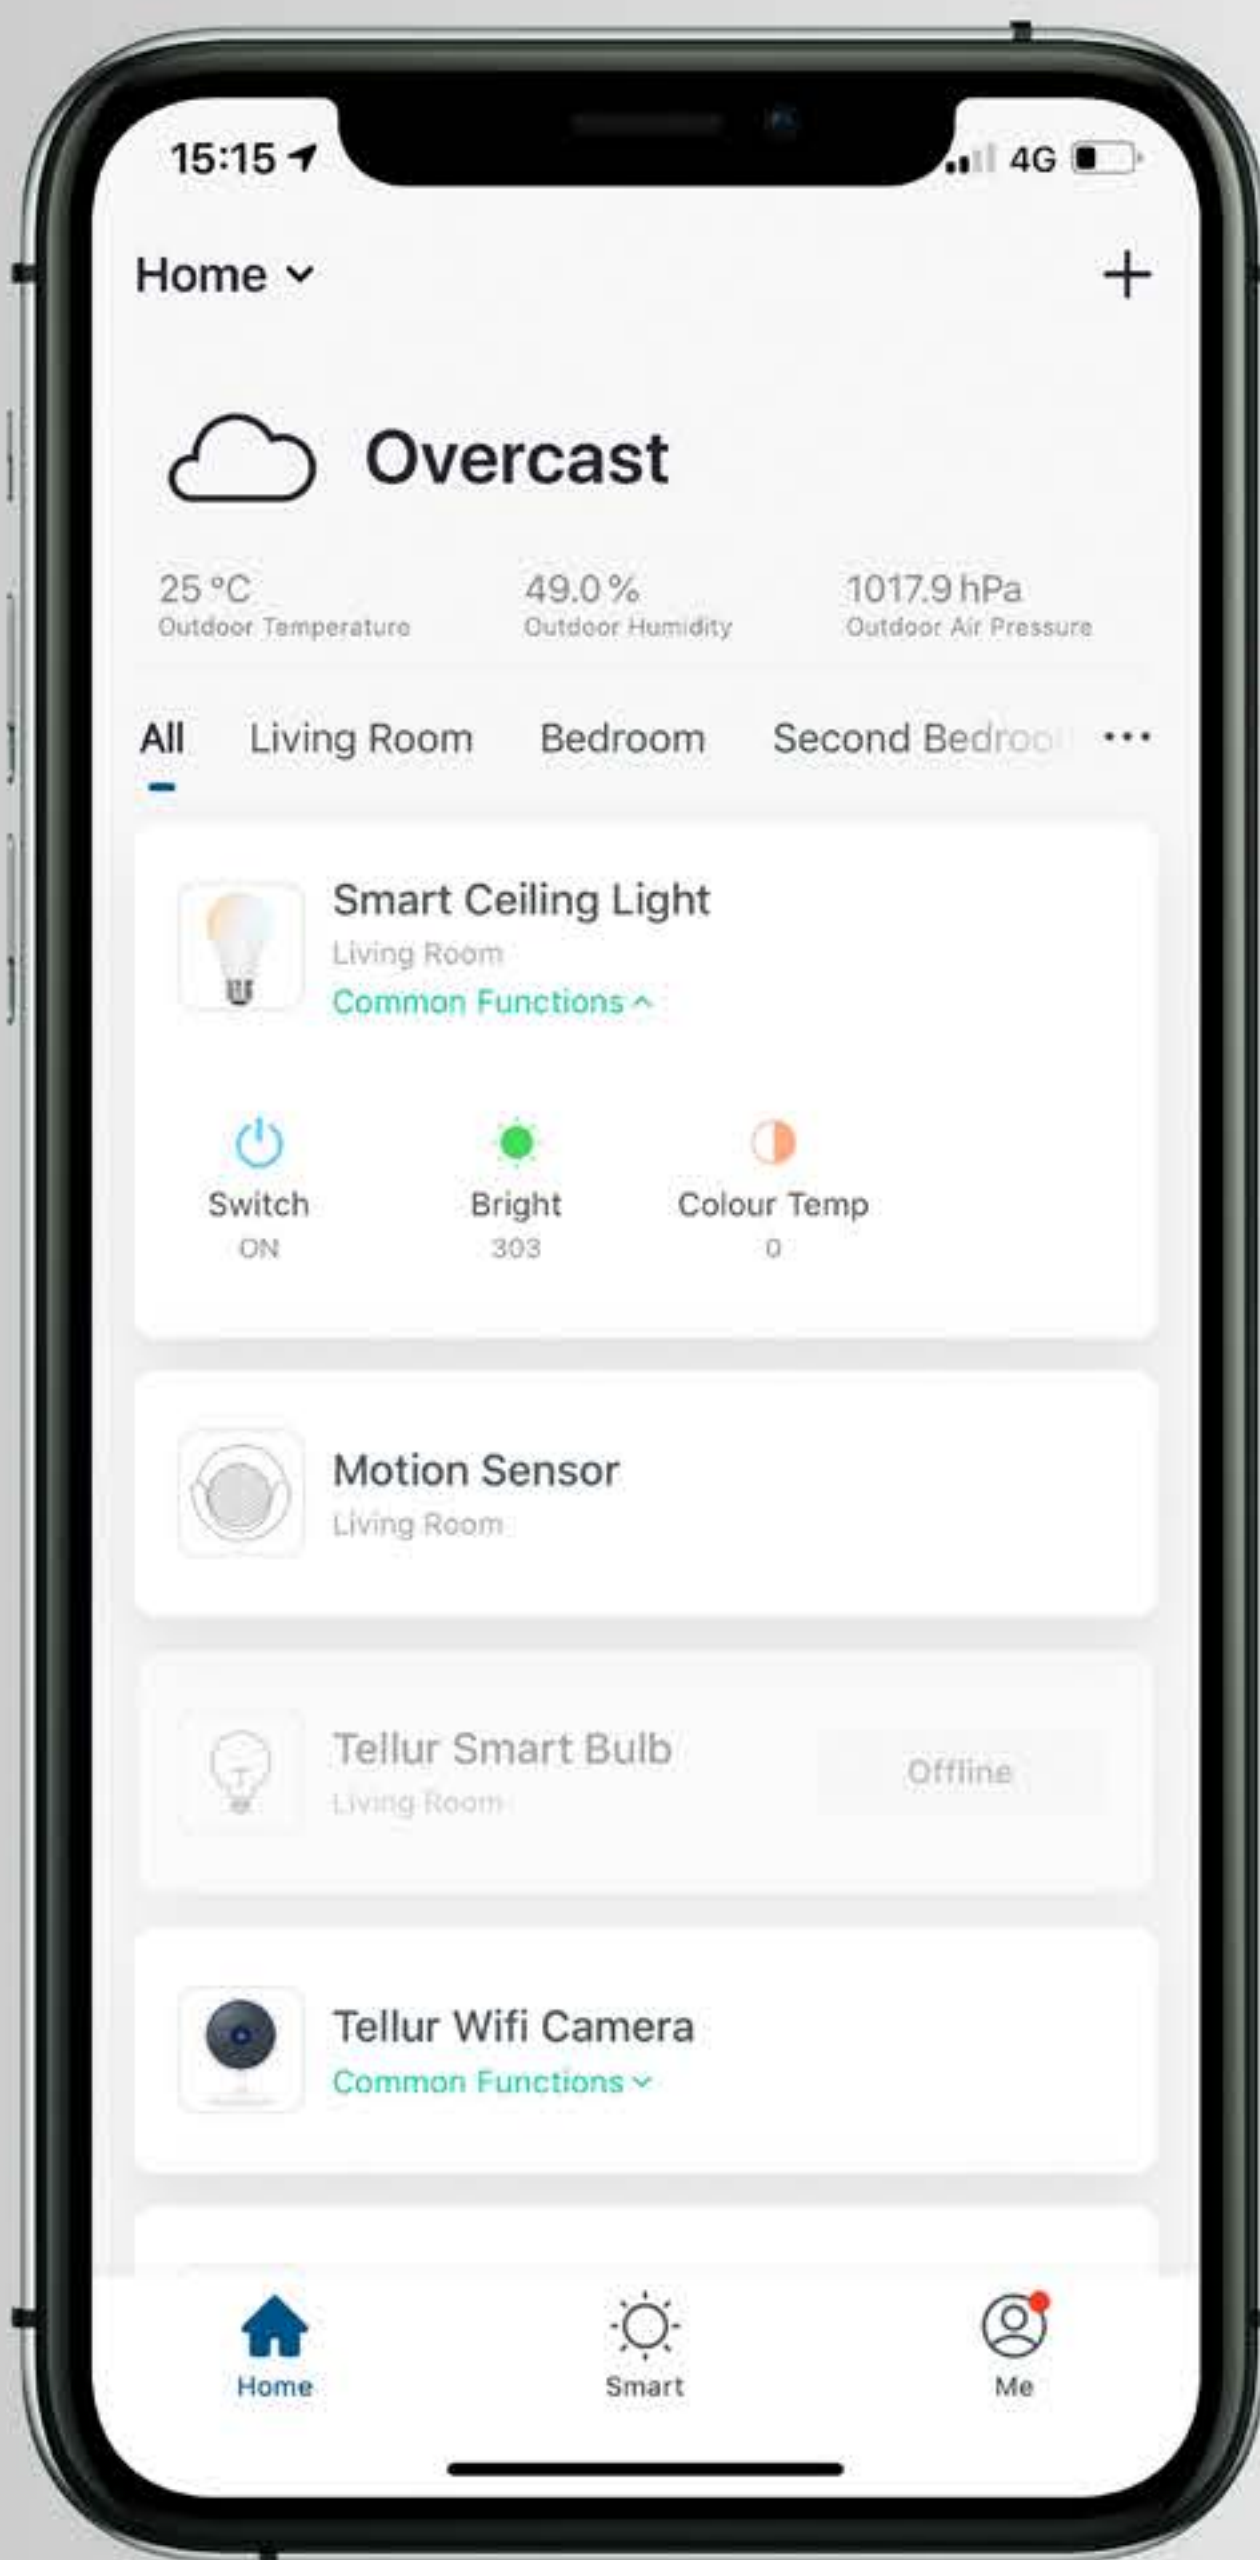 15:15
4G
Home
Overcast
25 °C
49.0 %
1017.9 hPa
Outdoor Temperature
Outdoor Humidity
Outdoor Air Pressure
All
Living Room
Bedroom
Second Bedroo
Smart Ceiling Light
Living Room
Common Functions
Switch
Bright
Colour Temp
ON
303
0
Motion Sensor
Living Room
Tellur Smart Bulb
Offline
Living Room
Tellur Wifi Camera
Common Functions
Home
Smart
Me